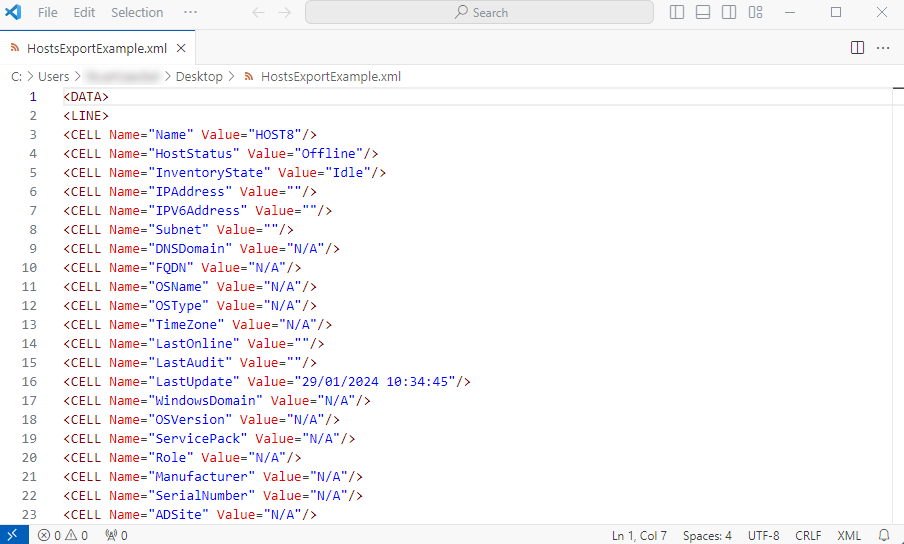 File Edit Selection ··· Search
HostsExportExample.xml
C: > Users > > Desktop > HostsExportExample.xml
1 <DATA>
2 <LINE>
3 <CELL Name="Name" Value="HOST8"/>
4 <CELL Name="HostStatus" Value="Offline"/>
5 <CELL Name="InventoryState" Value="Idle"/>
6 <CELL Name="IPAddress" Value=""/>
7 <CELL Name="IPV6Address" Value=""/>
8 <CELL Name="Subnet" Value=""/>
9 <CELL Name="DNSDomain" Value="N/A"/>
10 <CELL Name="FQDN" Value="N/A"/>
11 <CELL Name="OSName" Value="N/A"/>
12 <CELL Name="OSType" Value="N/A"/>
13 <CELL Name="TimeZone" Value="N/A"/>
14 <CELL Name="LastOnline" Value=""/>
15 <CELL Name="LastAudit" Value=""/>
16 <CELL Name="LastUpdate" Value="29/01/2024 10:34:45"/>
17 <CELL Name="WindowsDomain" Value="N/A"/>
18 <CELL Name="OSVersion" Value="N/A"/>
19 <CELL Name="ServicePack" Value="N/A"/>
20 <CELL Name="Role" Value="N/A"/>
21 <CELL Name="Manufacturer" Value="N/A"/>
22 <CELL Name="SerialNumber" Value="N/A"/>
23 <CELL Name="ADSite" Value="N/A"/>
0 0 0 Ln 1, Col 7 Spaces: 4 UTF-8 CRLF XML